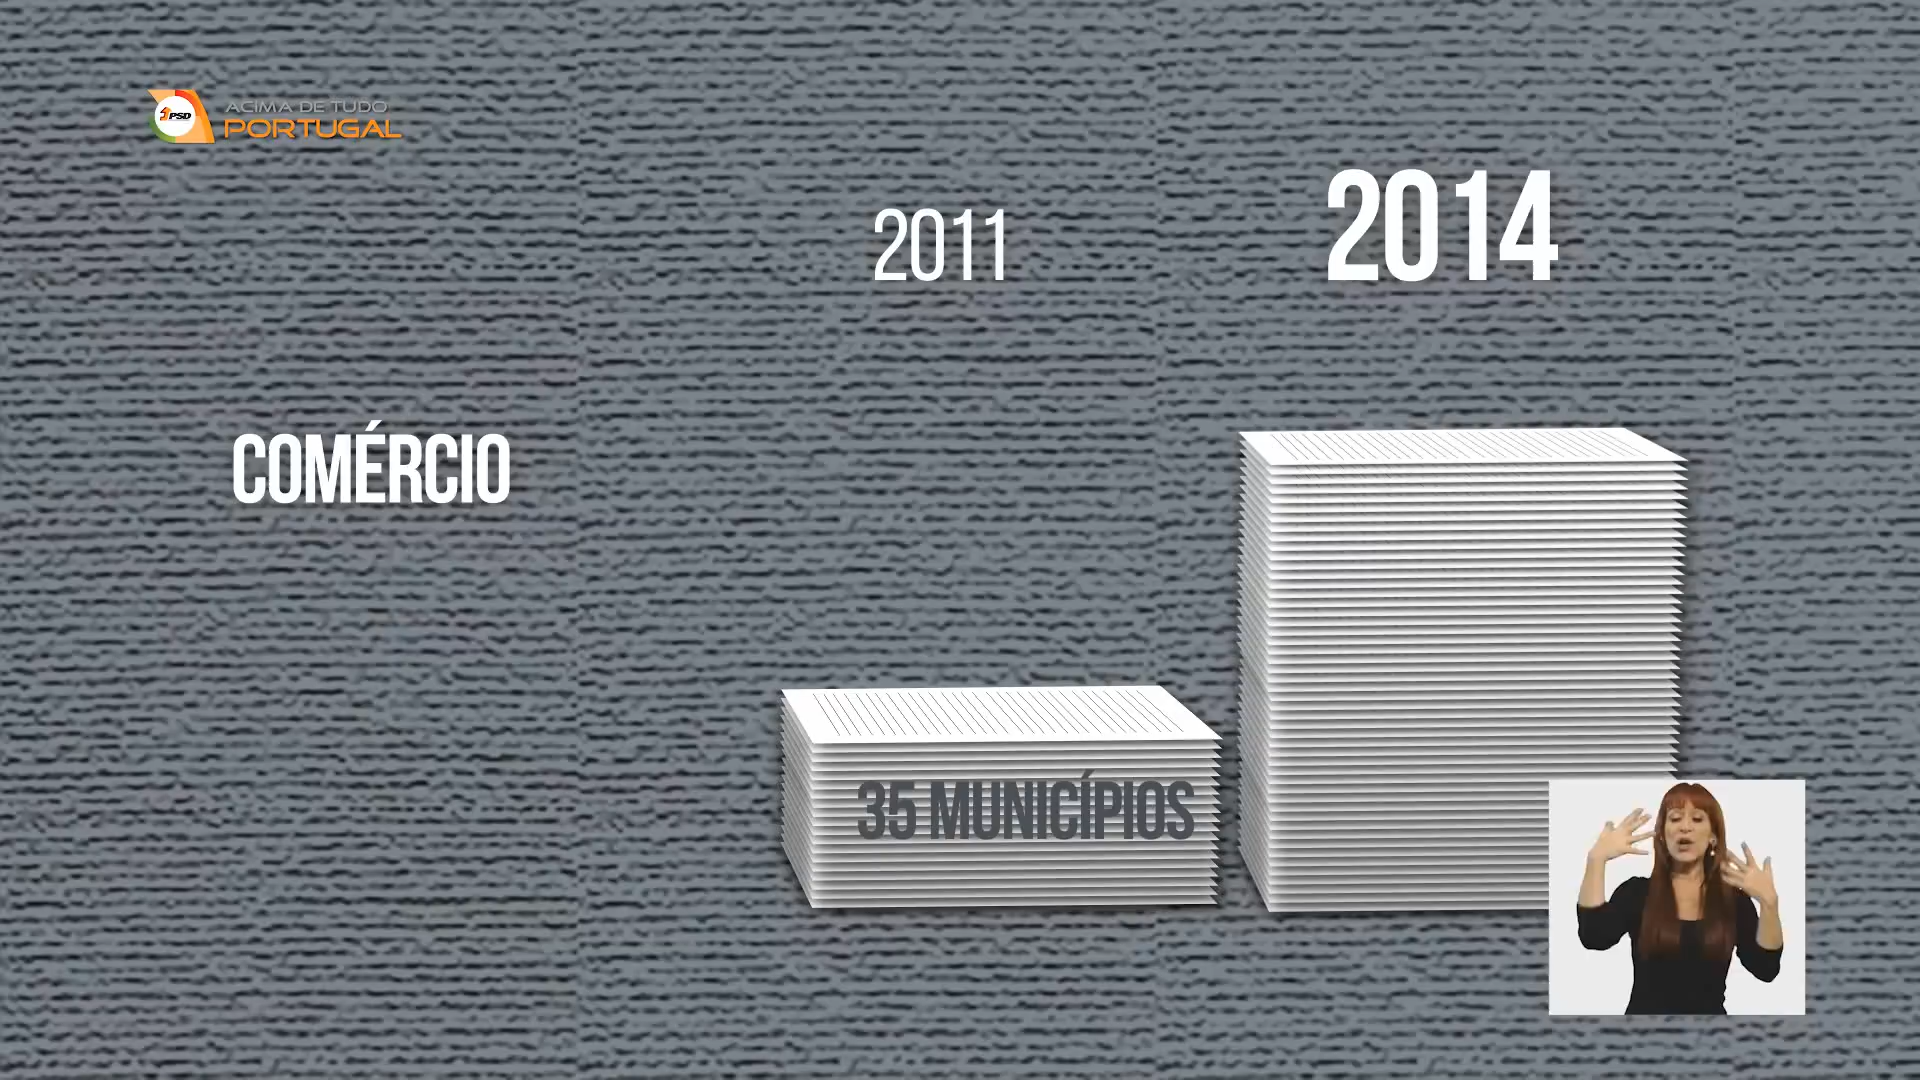 PSD
ACIMA DE TUDO
PORTUGAL
2011
2014
COMÉRCIO
35 MUNICÍPIOS